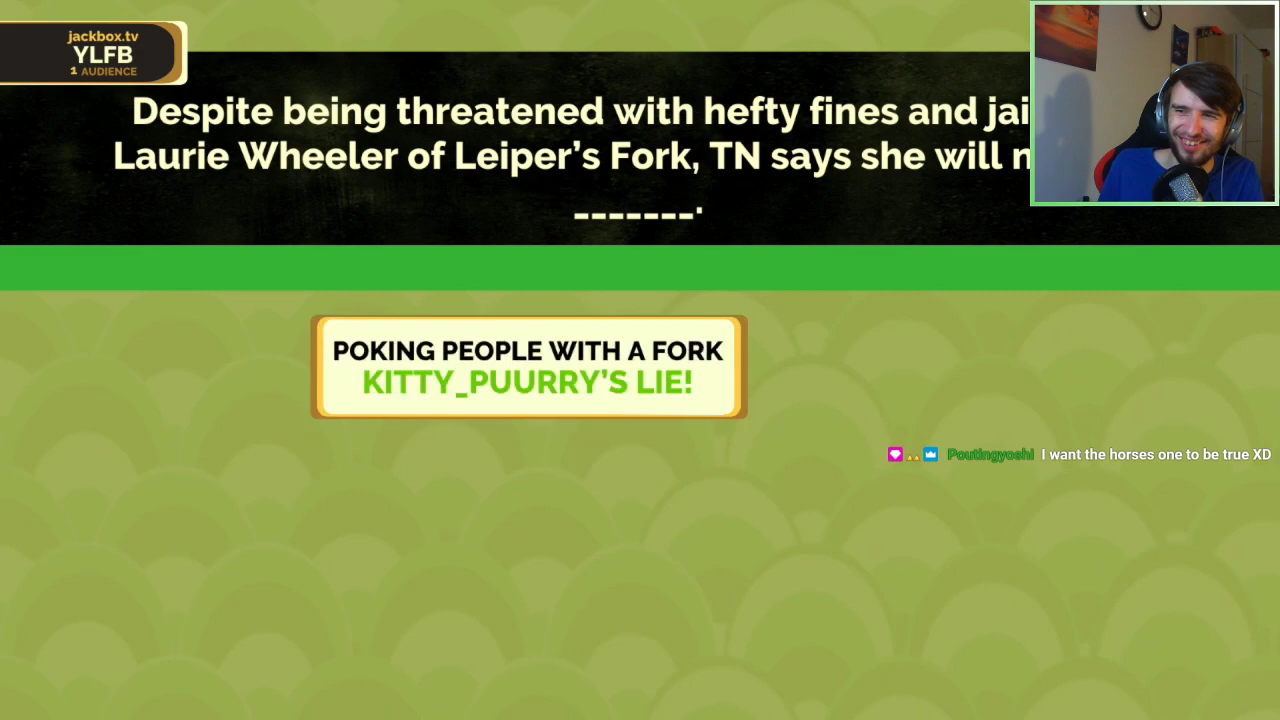 jackbox.tv
YLFB
1 AUDIENCE
Despite being threatened with hefty fines and jai
Laurie Wheeler of Leiper's Fork, TN says she will
_______.
POKING PEOPLE WITH A FORK
KITTY_PUURRY'S LIE!
Poutingyoshi I want the horses one to be true XD